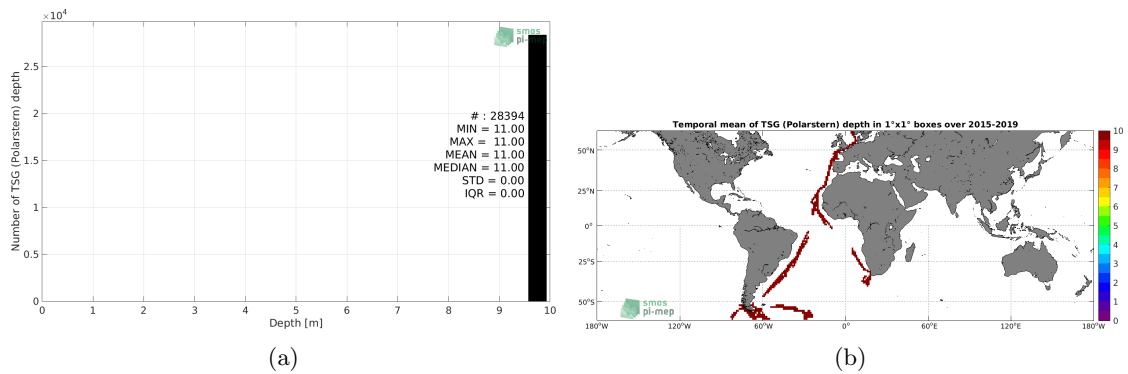 ×10⁴
smos
pi-mep
2.5
2
1.5
1
0.5
0
Number of TSG (Polarstern) depth
# : 28394
MIN = 11.00
MAX = 11.00
MEAN = 11.00
MEDIAN = 11.00
STD = 0.00
IQR = 0.00
0 1 2 3 4 5 6 7 8 9 10
Depth [m]
(a)
Temporal mean of TSG (Polarstern) depth in 1°x1° boxes over 2015-2019
50°N
25°N
0°
25°S
50°S
smos
pi-mep
180°W 120°W 60°W 0° 60°E 120°E 180°W
10
9
8
7
6
5
4
3
2
1
0
(b)